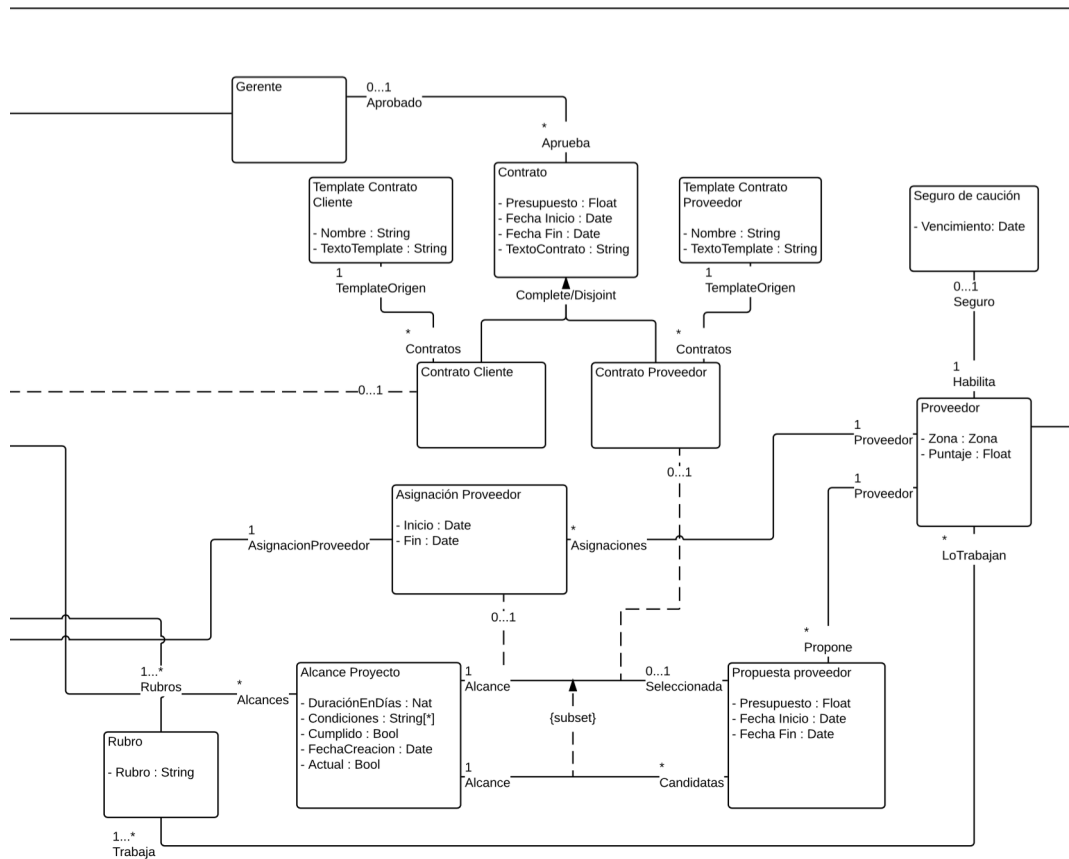 Gerente
0...1
Aprobado
*
Aprueba
Template Contrato
Cliente
- Nombre : String
- TextoTemplate : String
Contrato
- Presupuesto : Float
- Fecha Inicio : Date
- Fecha Fin : Date
- TextoContrato : String
Template Contrato
Proveedor
- Nombre : String
- TextoTemplate : String
Seguro de caución
- Vencimiento: Date
1
TemplateOrigen
Complete/Disjoint
1
TemplateOrigen
0...1
Seguro
*
Contratos
*
Contratos
1
Habilita
Contrato Cliente
Contrato Proveedor
0...1
Proveedor
- Zona : Zona
- Puntaje : Float
1
Proveedor
0...1
1
Proveedor
Asignación Proveedor
- Inicio : Date
- Fin : Date
1
AsignacionProveedor
*
Asignaciones
*
LoTrabajan
0...1
*
Propone
1...*
Rubros
*
Alcances
Alcance Proyecto
- DuraciónEnDías : Nat
- Condiciones : String[*]
- Cumplido : Bool
- FechaCreacion : Date
- Actual : Bool
1
Alcance
0...1
Seleccionada
Propuesta proveedor
- Presupuesto : Float
- Fecha Inicio : Date
- Fecha Fin : Date
{subset}
Rubro
- Rubro : String
1
Alcance
*
Candidatas
1...*
Trabaja